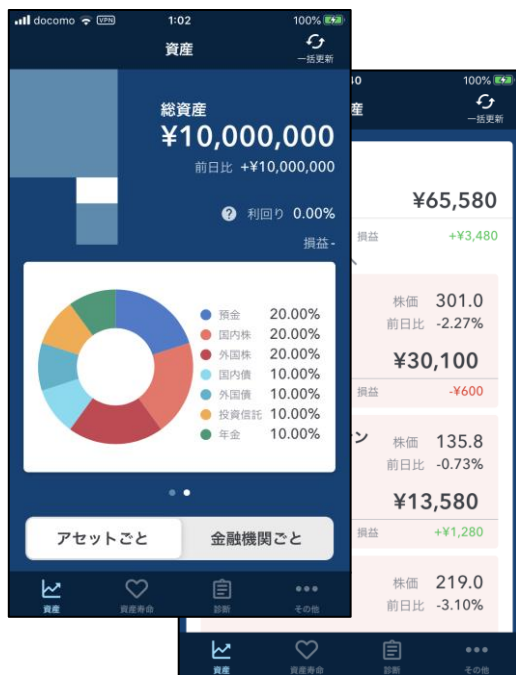 docomo VPN 1:02 100%
資産
一括更新
総資産
¥10,000,000
前日比 +¥10,000,000
? 利回り 0.00%
損益-
預金 20.00%
国内株 20.00%
外国株 20.00%
国内債 10.00%
外国債 10.00%
投資信託 10.00%
年金 10.00%
アセットごと 金融機関ごと
資産 資産寿命 診断 その他
40 100%
産
一括更新
¥65,580
損益 +¥3,480
株価 301.0
前日比 -2.27%
¥30,100
損益 -¥600
ン 株価 135.8
前日比 -0.73%
¥13,580
損益 +¥1,280
株価 219.0
前日比 -3.10%
資産 資産寿命 診断 その他